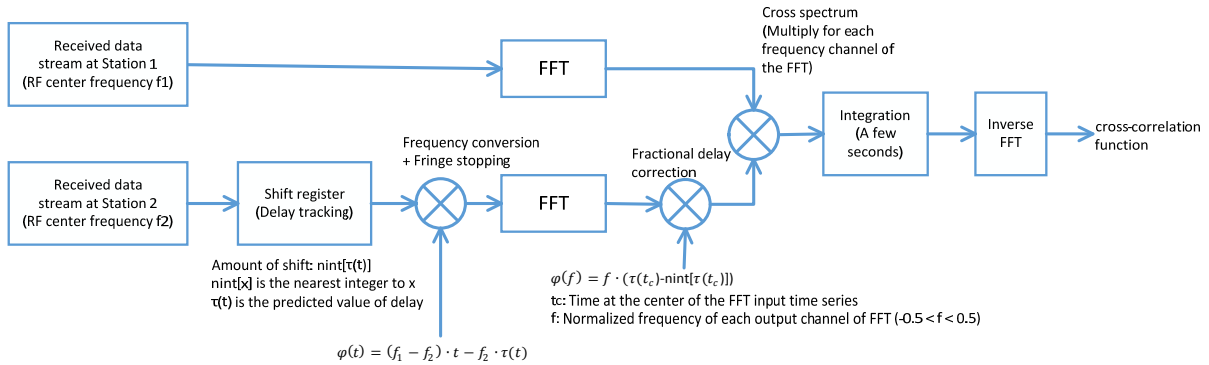 Received data
stream at Station 1
(RF center frequency f1)
FFT
Cross spectrum
(Multiply for each
frequency channel of
the FFT)
Integration
(A few
seconds)
Inverse
FFT
cross-correlation
function
Received data
stream at Station 2
(RF center frequency f2)
Shift register
(Delay tracking)
Frequency conversion
+ Fringe stopping
FFT
Fractional delay
correction
Amount of shift: nint[τ(t)]
nint[x] is the nearest integer to x
τ(t) is the predicted value of delay
φ(t) = (f₁ − f₂) · t − f₂ · τ(t)
φ(f) = f · (τ(t_c)-nint[τ(t_c)])
tc: Time at the center of the FFT input time series
f: Normalized frequency of each output channel of FFT (-0.5 < f < 0.5)